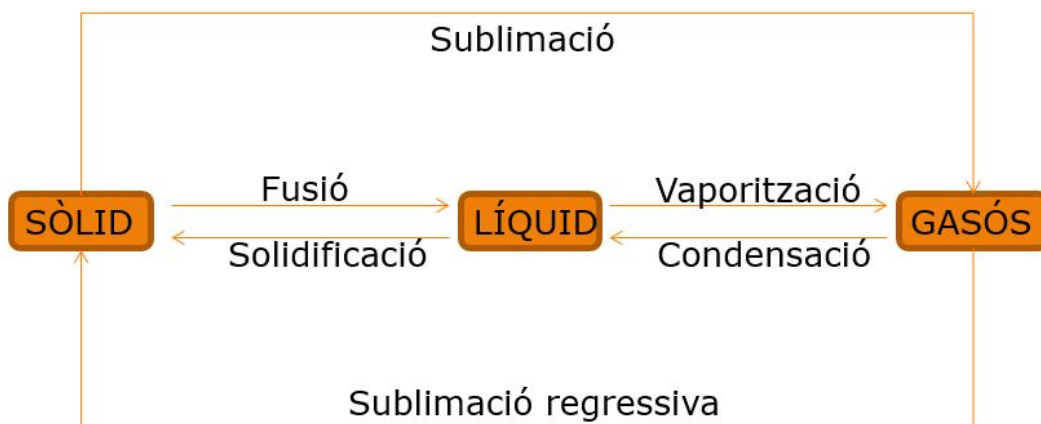 Sublimació
Fusió
Vaporització
SÒLID
LÍQUID
GASÓS
Solidificació
Condensació
Sublimació regressiva